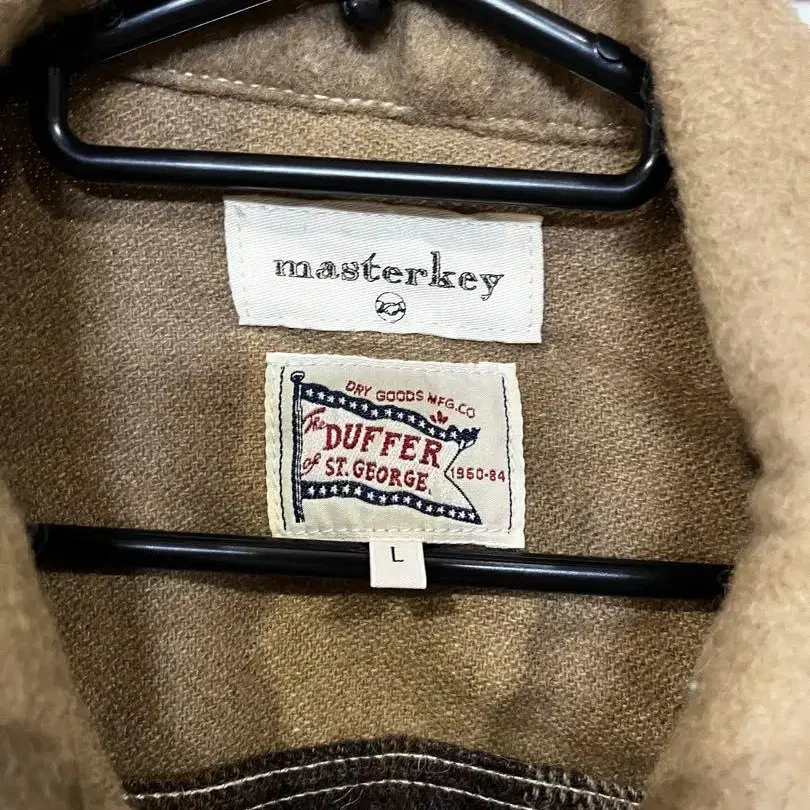 masterkey
DRY GOODS MFG.CO
The
DUFFER
of ST. GEORGE.
1960-84
L